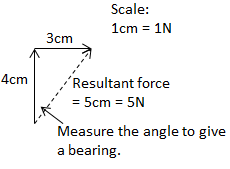 Scale:
1cm = 1N
3cm
4cm
Resultant force
= 5cm = 5N
Measure the angle to give
a bearing.